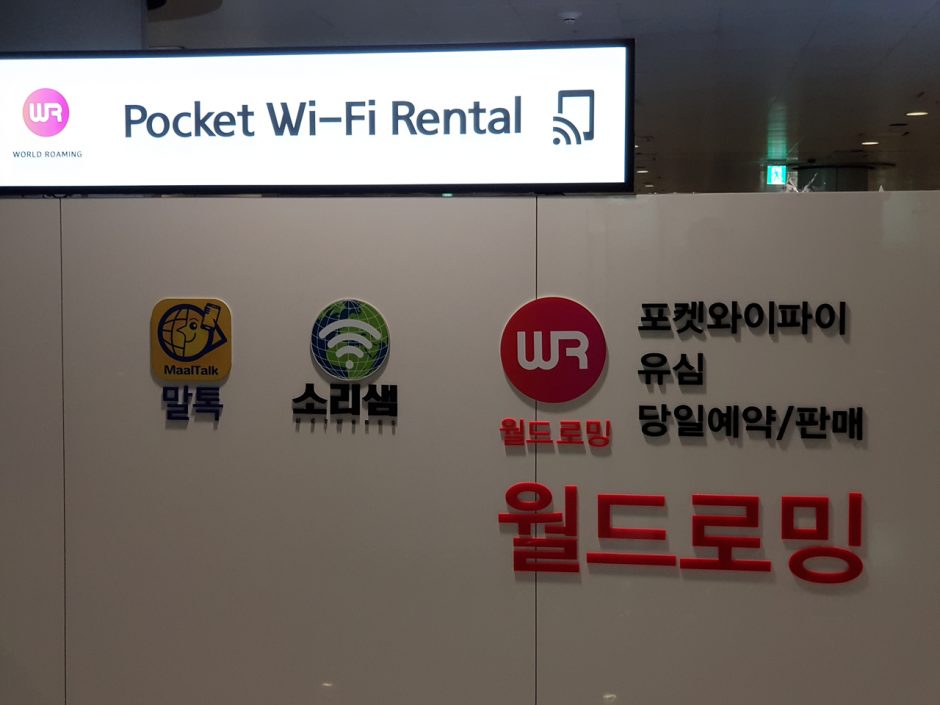 WR
WORLD ROAMING
Pocket Wi-Fi Rental
MaalTalk
말톡
소리샘
WR
월드로밍
포켓와이파이
유심
당일예약/판매
월드로밍